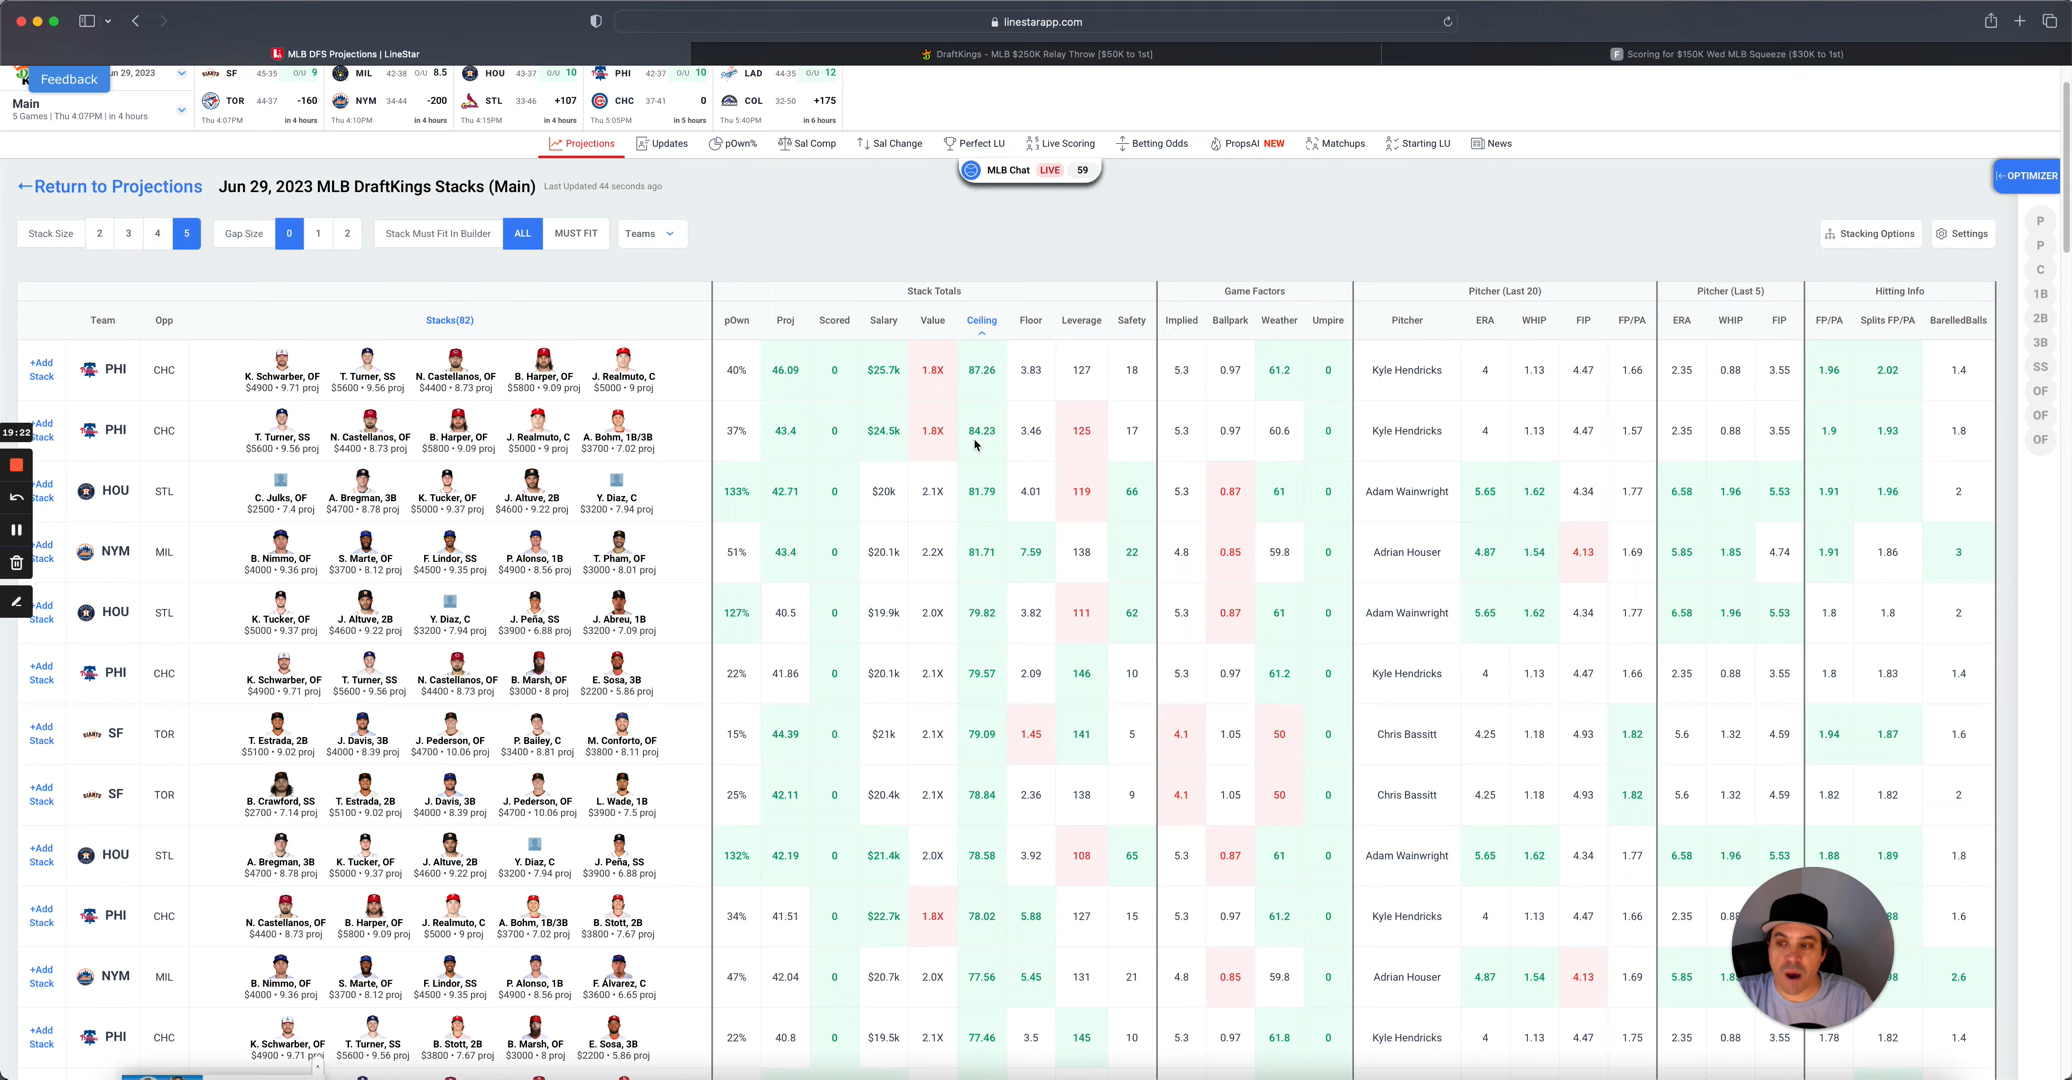 linestarapp.com
MLB DFS Projections | LineStar
DraftKings - MLB $250K Relay Throw [$50K to 1st]
Scoring for $150K Wed MLB Squeeze ($30K to 1st)
Feedback
un 29, 2023
Main
5 Games | Thu 4:07PM | in 4 hours
SF 45-35 O/U 9
TOR 44-37 -160
Thu 4:07PM in 4 hours
MIL 42-38 O/U 8.5
NYM 34-44 -200
Thu 4:10PM in 4 hours
HOU 43-37 O/U 10
STL 33-46 +107
Thu 4:15PM in 4 hours
PHI 42-37 O/U 10
CHC 37-41 0
Thu 5:05PM in 5 hours
LAD 44-35 O/U 12
COL 32-50 +175
Thu 5:40PM in 6 hours
Projections Updates pOwn% Sal Comp Sal Change Perfect LU Live Scoring Betting Odds PropsAI NEW Matchups Starting LU News
MLB Chat LIVE 59
←Return to Projections Jun 29, 2023 MLB DraftKings Stacks (Main) Last Updated 44 seconds ago
OPTIMIZER
Stack Size 2 3 4 5 Gap Size 0 1 2 Stack Must Fit In Builder ALL MUST FIT Teams Stacking Options Settings
P
P
C
1B
2B
3B
SS
OF
OF
OF
Stack Totals Game Factors Pitcher (Last 20) Pitcher (Last 5) Hitting Info
Team Opp Stacks(82) pOwn Proj Scored Salary Value Ceiling Floor Leverage Safety Implied Ballpark Weather Umpire Pitcher ERA WHIP FIP FP/PA ERA WHIP FIP FP/PA Splits FP/PA BarelledBalls
+Add Stack PHI CHC
K. Schwarber, OF T. Turner, SS N. Castellanos, OF B. Harper, OF J. Realmuto, C
$4900 • 9.71 proj $5600 • 9.56 proj $4400 • 8.73 proj $5800 • 9.09 proj $5000 • 9 proj
40% 46.09 0 $25.7k 1.8X 87.26 3.83 127 18 5.3 0.97 61.2 0 Kyle Hendricks 4 1.13 4.47 1.66 2.35 0.88 3.55 1.96 2.02 1.4
+Add Stack PHI CHC
T. Turner, SS N. Castellanos, OF B. Harper, OF J. Realmuto, C A. Bohm, 1B/3B
$5600 • 9.56 proj $4400 • 8.73 proj $5800 • 9.09 proj $5000 • 9 proj $3700 • 7.02 proj
37% 43.4 0 $24.5k 1.8X 84.23 3.46 125 17 5.3 0.97 60.6 0 Kyle Hendricks 4 1.13 4.47 1.57 2.35 0.88 3.55 1.9 1.93 1.8
19:22
+Add Stack HOU STL
C. Julks, OF A. Bregman, 3B K. Tucker, OF J. Altuve, 2B Y. Diaz, C
$2500 • 7.4 proj $4700 • 8.78 proj $5000 • 9.37 proj $4600 • 9.22 proj $3200 • 7.94 proj
133% 42.71 0 $20k 2.1X 81.79 4.01 119 66 5.3 0.87 61 0 Adam Wainwright 5.65 1.62 4.34 1.77 6.58 1.96 5.53 1.91 1.96 2
+Add Stack NYM MIL
B. Nimmo, OF S. Marte, OF F. Lindor, SS P. Alonso, 1B T. Pham, OF
$4000 • 9.36 proj $3700 • 8.12 proj $4500 • 9.35 proj $4900 • 8.56 proj $3000 • 8.01 proj
51% 43.4 0 $20.1k 2.2X 81.71 7.59 138 22 4.8 0.85 59.8 0 Adrian Houser 4.87 1.54 4.13 1.69 5.85 1.85 4.74 1.91 1.86 3
+Add Stack HOU STL
K. Tucker, OF J. Altuve, 2B Y. Diaz, C J. Peña, SS J. Abreu, 1B
$5000 • 9.37 proj $4600 • 9.22 proj $3200 • 7.94 proj $3900 • 6.88 proj $3200 • 7.09 proj
127% 40.5 0 $19.9k 2.0X 79.82 3.82 111 62 5.3 0.87 61 0 Adam Wainwright 5.65 1.62 4.34 1.77 6.58 1.96 5.53 1.8 1.8 2
+Add Stack PHI CHC
K. Schwarber, OF T. Turner, SS N. Castellanos, OF B. Marsh, OF E. Sosa, 3B
$4900 • 9.71 proj $5600 • 9.56 proj $4400 • 8.73 proj $3000 • 8 proj $2200 • 5.86 proj
22% 41.86 0 $20.1k 2.1X 79.57 2.09 146 10 5.3 0.97 61.2 0 Kyle Hendricks 4 1.13 4.47 1.66 2.35 0.88 3.55 1.8 1.83 1.4
+Add Stack SF TOR
T. Estrada, 2B J. Davis, 3B J. Pederson, OF P. Bailey, C M. Conforto, OF
$5100 • 9.02 proj $4000 • 8.39 proj $4700 • 10.06 proj $3400 • 8.81 proj $3800 • 8.11 proj
15% 44.39 0 $21k 2.1X 79.09 1.45 141 5 4.1 1.05 50 0 Chris Bassitt 4.25 1.18 4.93 1.82 5.6 1.32 4.59 1.94 1.87 1.6
+Add Stack SF TOR
B. Crawford, SS T. Estrada, 2B J. Davis, 3B J. Pederson, OF L. Wade, 1B
$2700 • 7.14 proj $5100 • 9.02 proj $4000 • 8.39 proj $4700 • 10.06 proj $3900 • 7.5 proj
25% 42.11 0 $20.4k 2.1X 78.84 2.36 138 9 4.1 1.05 50 0 Chris Bassitt 4.25 1.18 4.93 1.82 5.6 1.32 4.59 1.82 1.82 2
+Add Stack HOU STL
A. Bregman, 3B K. Tucker, OF J. Altuve, 2B Y. Diaz, C J. Peña, SS
$4700 • 8.78 proj $5000 • 9.37 proj $4600 • 9.22 proj $3200 • 7.94 proj $3900 • 6.88 proj
132% 42.19 0 $21.4k 2.0X 78.58 3.92 108 65 5.3 0.87 61 0 Adam Wainwright 5.65 1.62 4.34 1.77 6.58 1.96 5.53 1.88 1.89 1.8
+Add Stack PHI CHC
N. Castellanos, OF B. Harper, OF J. Realmuto, C A. Bohm, 1B/3B B. Stott, 2B
$4400 • 8.73 proj $5800 • 9.09 proj $5000 • 9 proj $3700 • 7.02 proj $3800 • 7.67 proj
34% 41.51 0 $22.7k 1.8X 78.02 5.88 127 15 5.3 0.97 61.2 0 Kyle Hendricks 4 1.13 4.47 1.66 2.35 0.88 1.6
+Add Stack NYM MIL
B. Nimmo, OF S. Marte, OF F. Lindor, SS P. Alonso, 1B F. Álvarez, C
$4000 • 9.36 proj $3700 • 8.12 proj $4500 • 9.35 proj $4900 • 8.56 proj $3600 • 6.65 proj
47% 42.04 0 $20.7k 2.0X 77.56 5.45 131 21 4.8 0.85 59.8 0 Adrian Houser 4.87 1.54 4.13 1.69 5.85 2.6
+Add Stack PHI CHC
K. Schwarber, OF T. Turner, SS B. Stott, 2B B. Marsh, OF E. Sosa, 3B
$4900 • 9.71 proj $5600 • 9.56 proj $3800 • 7.67 proj $3000 • 8 proj $2200 • 5.86 proj
22% 40.8 0 $19.5k 2.1X 77.46 3.5 145 10 5.3 0.97 61.8 0 Kyle Hendricks 4 1.13 4.47 1.75 2.35 0.88 3.55 1.78 1.82 1.4